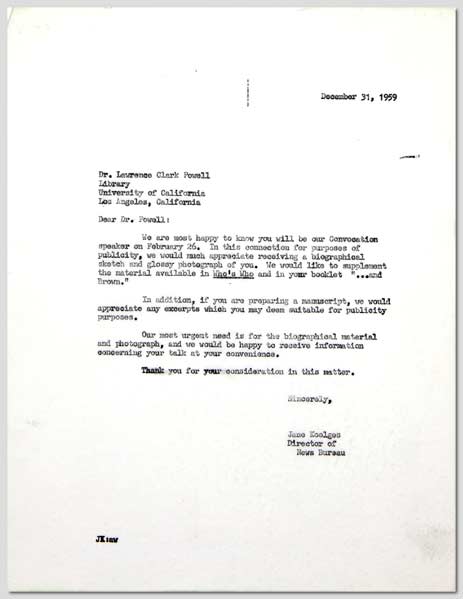 December 31, 1959
Dr. Lawrence Clark Powell
Library
University of California
Los Angeles, California
Dear Dr. Powell:
We are most happy to know you will be our Convocation
speaker on February 26. In this connection for purposes of
publicity, we would much appreciate receiving a biographical
sketch and glossy photograph of you. We would like to supplement
the material available in Who's Who and in your booklet "...and
Brown."
In addition, if you are preparing a manuscript, we would
appreciate any excerpts which you may deem suitable for publicity
purposes.
Our most urgent need is for the biographical material
and photograph, and we would be happy to receive information
concerning your talk at your convenience.
Thank you for your consideration in this matter.
Sincerely,
Jane Koelges
Director of
News Bureau
JK:aw